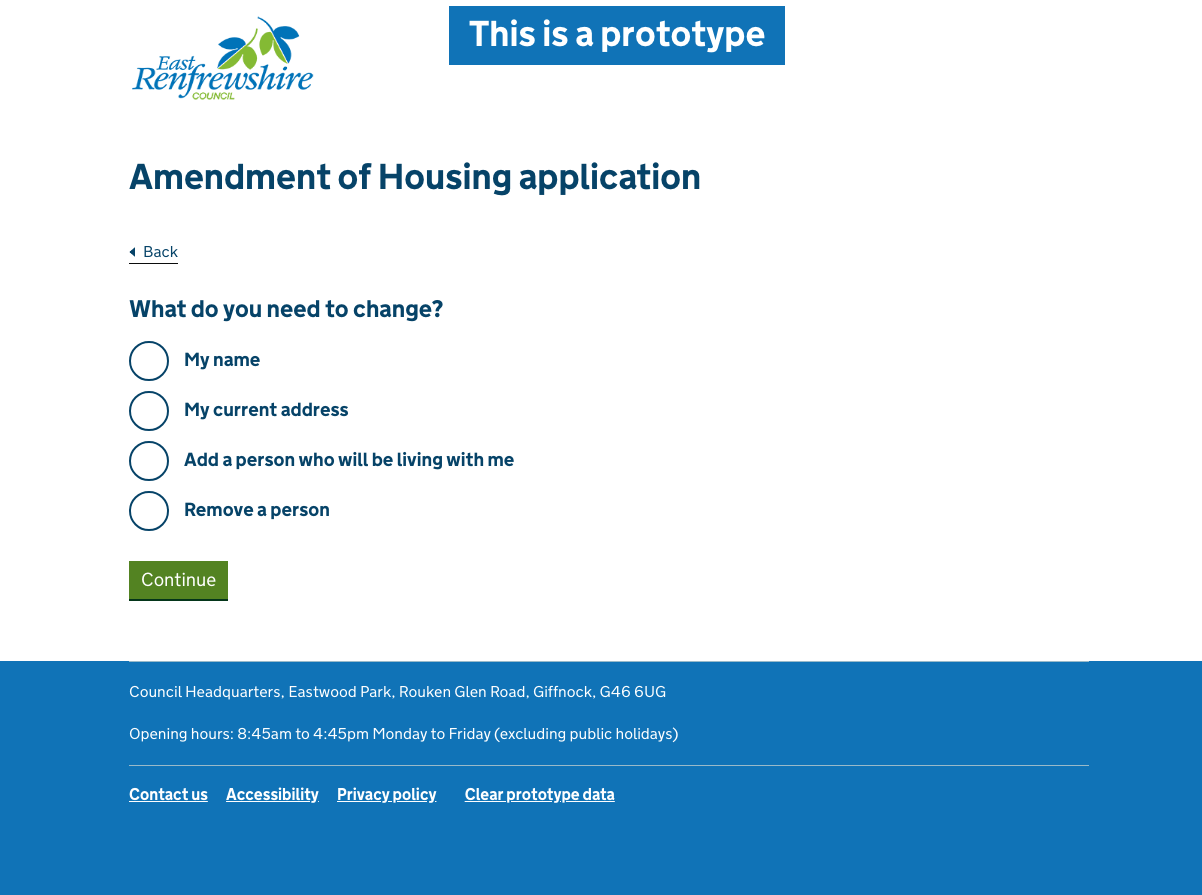 East
Renfrewshire
COUNCIL
This is a prototype
Amendment of Housing application
Back
What do you need to change?
My name
My current address
Add a person who will be living with me
Remove a person
Continue
Council Headquarters, Eastwood Park, Rouken Glen Road, Giffnock, G46 6UG
Opening hours: 8:45am to 4:45pm Monday to Friday (excluding public holidays)
Contact us Accessibility Privacy policy Clear prototype data